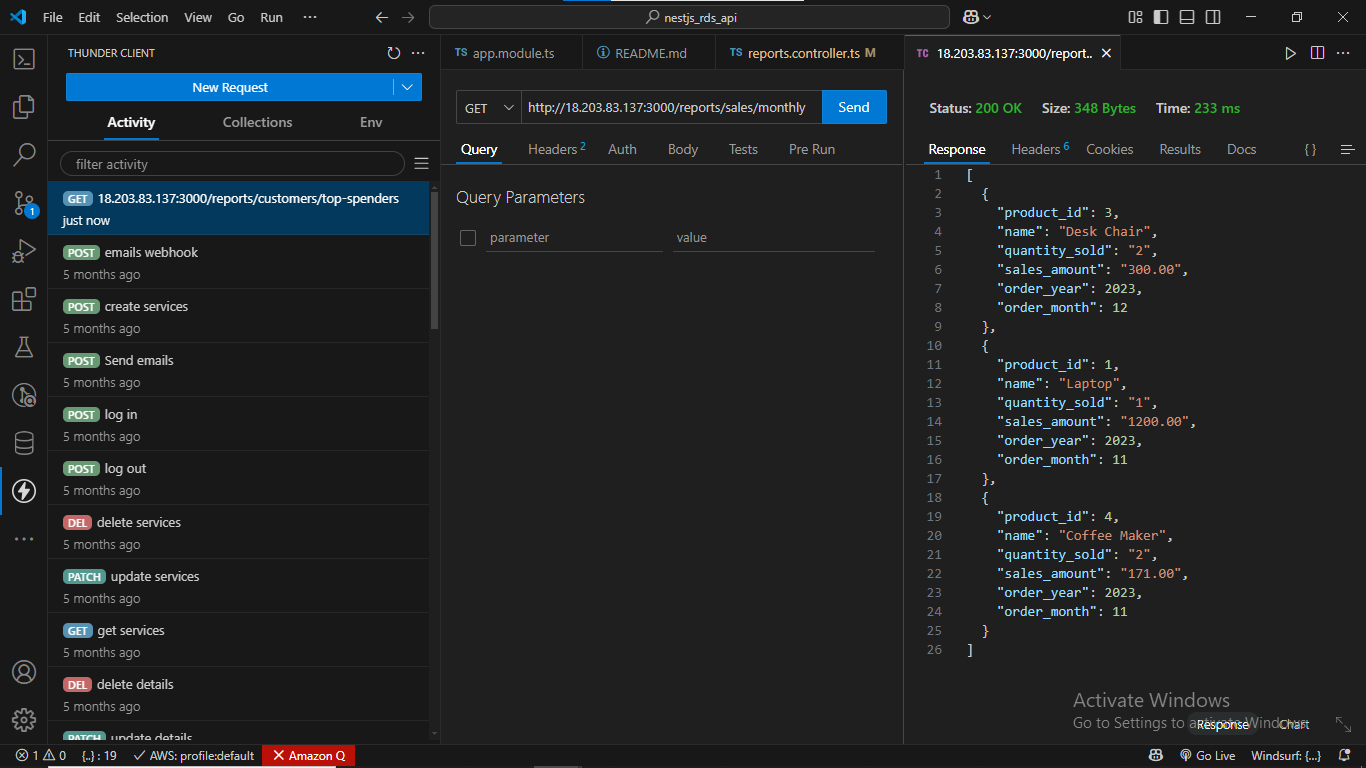 File Edit Selection View Go Run ··· nestjs_rds_api
THUNDER CLIENT
New Request
Activity Collections Env
filter activity
GET 18.203.83.137:3000/reports/customers/top-spenders
just now
POST emails webhook
5 months ago
POST create services
5 months ago
POST Send emails
5 months ago
POST log in
5 months ago
POST log out
5 months ago
DEL delete services
5 months ago
PATCH update services
5 months ago
GET get services
5 months ago
DEL delete details
5 months ago
PATCH update details
1
TS app.module.ts README.md TS reports.controller.ts M TC 18.203.83.137:3000/report..
GET http://18.203.83.137:3000/reports/sales/monthly Send
Query Headers 2 Auth Body Tests Pre Run
Query Parameters
parameter value
Status: 200 OK Size: 348 Bytes Time: 233 ms
Response Headers 6 Cookies Results Docs { }
1 [
2 {
3 "product_id": 3,
4 "name": "Desk Chair",
5 "quantity_sold": "2",
6 "sales_amount": "300.00",
7 "order_year": 2023,
8 "order_month": 12
9 },
10 {
11 "product_id": 1,
12 "name": "Laptop",
13 "quantity_sold": "1",
14 "sales_amount": "1200.00",
15 "order_year": 2023,
16 "order_month": 11
17 },
18 {
19 "product_id": 4,
20 "name": "Coffee Maker",
21 "quantity_sold": "2",
22 "sales_amount": "171.00",
23 "order_year": 2023,
24 "order_month": 11
25 }
26 ]
Activate Windows
Go to Settings to activate Windows.
Response Chart
1 0 {..} : 19 AWS: profile:default Amazon Q Go Live Windsurf: {...}